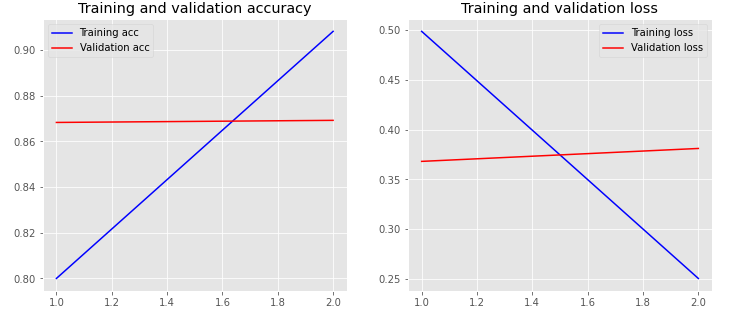 Training and validation accuracy
Training acc
Validation acc
0.90
0.88
0.86
0.84
0.82
0.80
1.0 1.2 1.4 1.6 1.8 2.0
Training and validation loss
Training loss
Validation loss
0.50
0.45
0.40
0.35
0.30
0.25
1.0 1.2 1.4 1.6 1.8 2.0